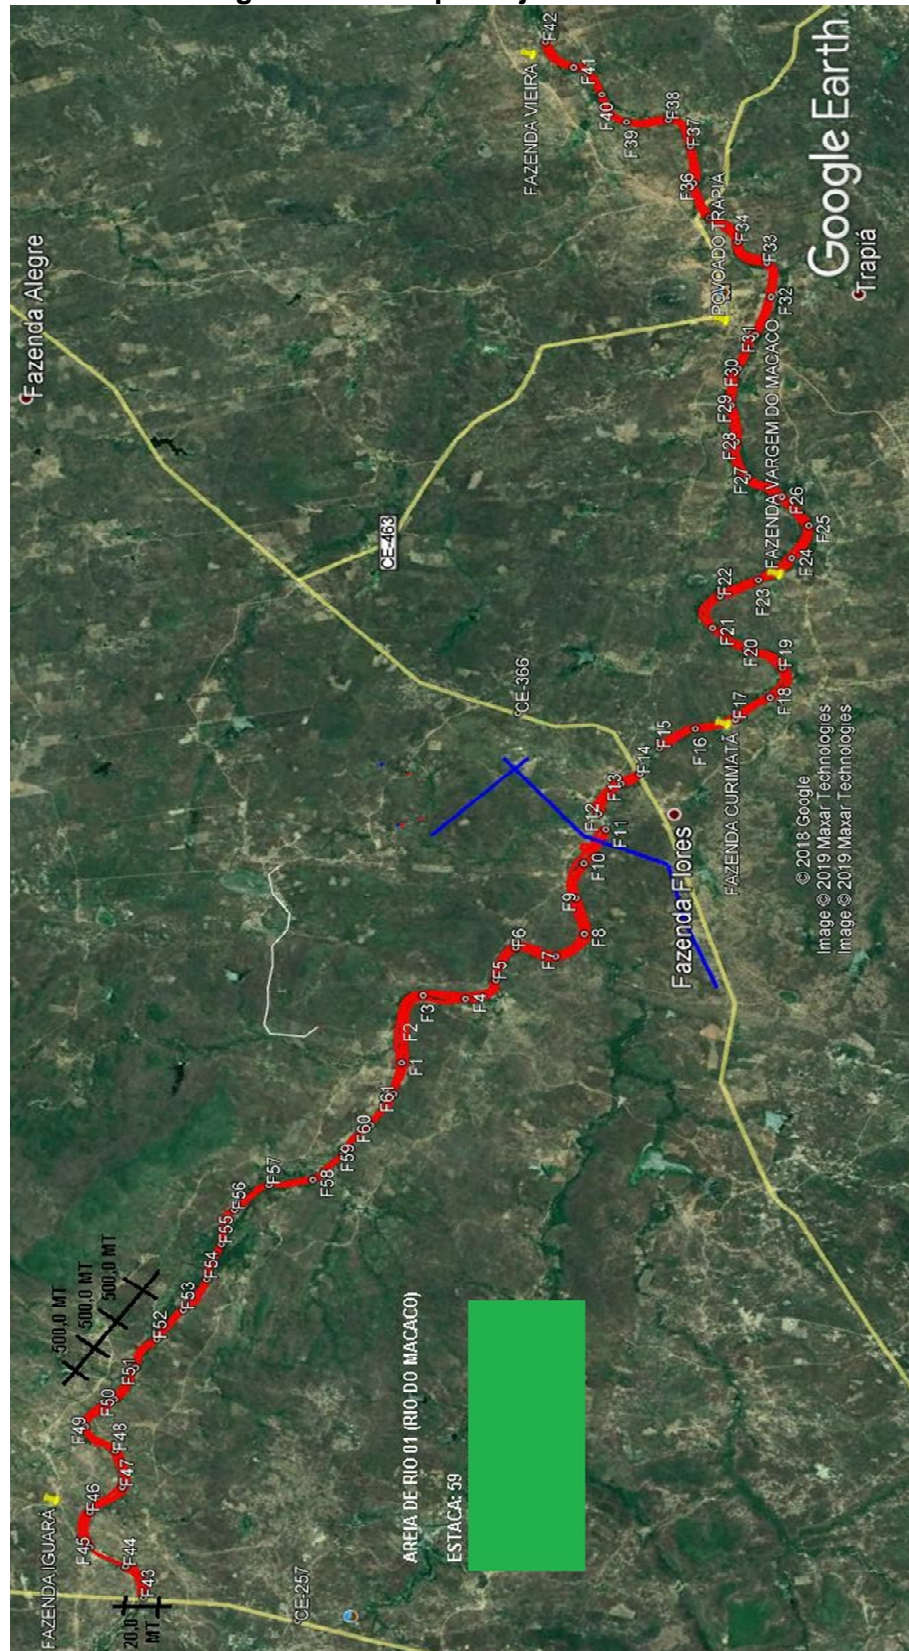 FAZENDA IGUARÁ
20,0
MT
CE-257
F43
F44
F45
F46
F47
F48
F49
F50
F51
F52
F53
F54
F55
F56
F57
F58
F59
F60
F61
500,0 MT
500,0 MT
500,0 MT
AREIA DE RIO 01 (RIO DO MACACO)
ESTACA: 59
F1
F2
F3
F4
F5
F6
F7
F8
F9
F10
F11
F12
F13
F14
F15
F16
F17
F18
F19
F20
F21
F22
F23
F24
F25
F26
F27
F28
F29
F30
F31
F32
F33
F34
F36
F37
F38
F39
F40
F41
F42
Fazenda Flores
FAZENDA CURIMATÃ
CE-366
CE-463
Fazenda Alegre
FAZENDA VARGEM DO MACACO
POVOADO TRAPIA
FAZENDA VIEIRA
Trapiá
Google Earth
© 2018 Google
Image © 2019 Maxar Technologies
Image © 2019 Maxar Technologies